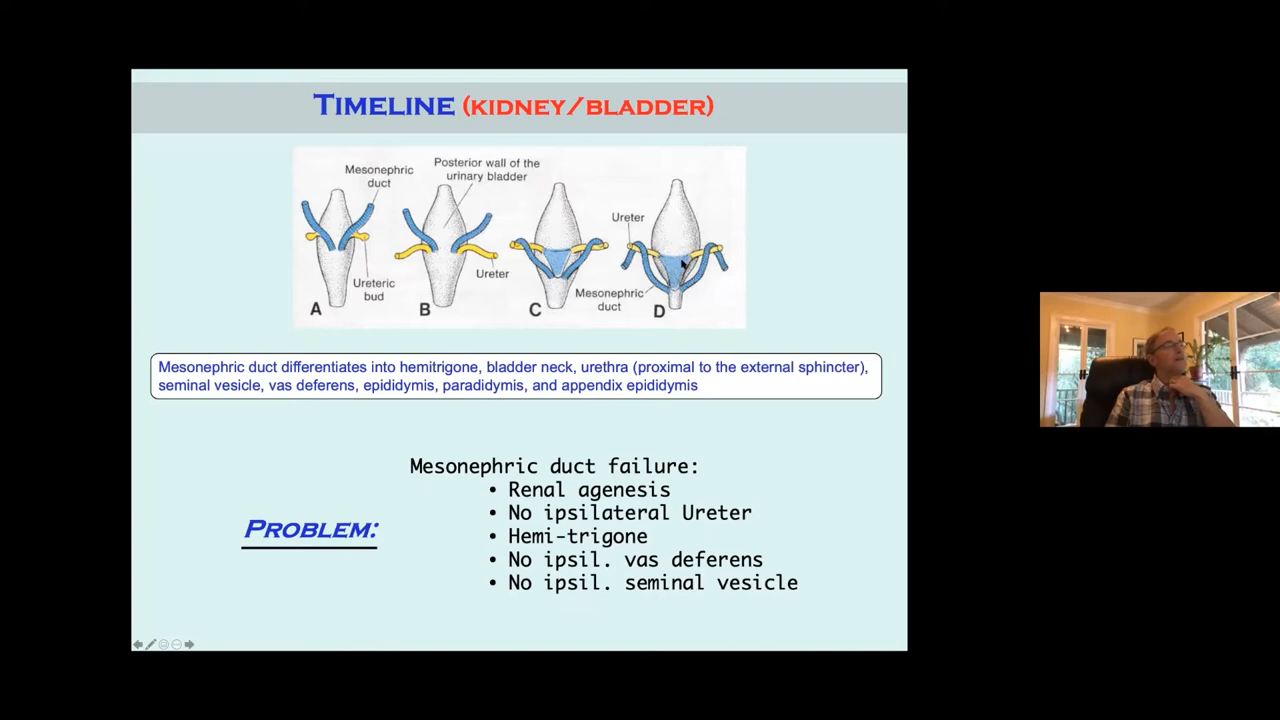 TIMELINE (KIDNEY/BLADDER)
Mesonephric
duct
Posterior wall of the
urinary bladder
Ureter
Ureteric
bud
Ureter
Mesonephric
duct
A
B
C
D
Mesonephric duct differentiates into hemitrigone, bladder neck, urethra (proximal to the external sphincter),
seminal vesicle, vas deferens, epididymis, paradidymis, and appendix epididymis
PROBLEM:
Mesonephric duct failure:
• Renal agenesis
• No ipsilateral Ureter
• Hemi-trigone
• No ipsil. vas deferens
• No ipsil. seminal vesicle